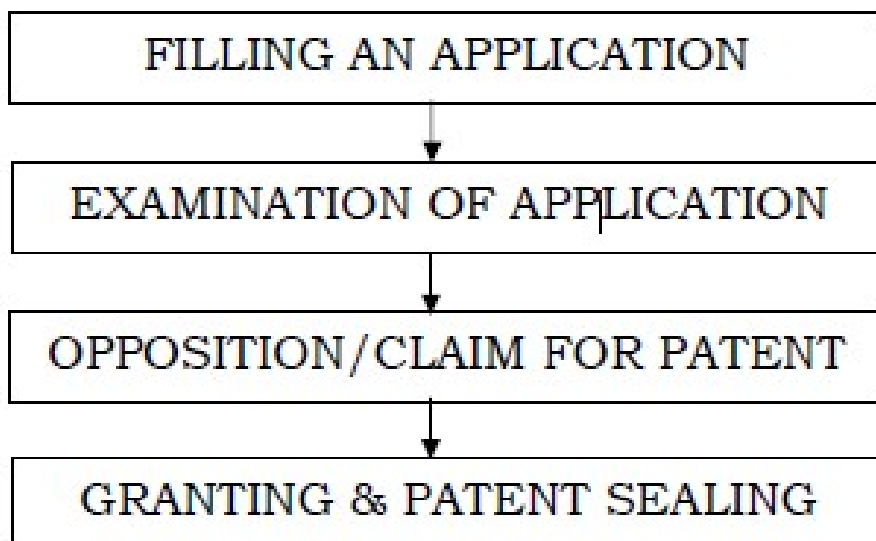 FILLING AN APPLICATION
EXAMINATION OF APPLICATION
OPPOSITION/CLAIM FOR PATENT
GRANTING & PATENT SEALING